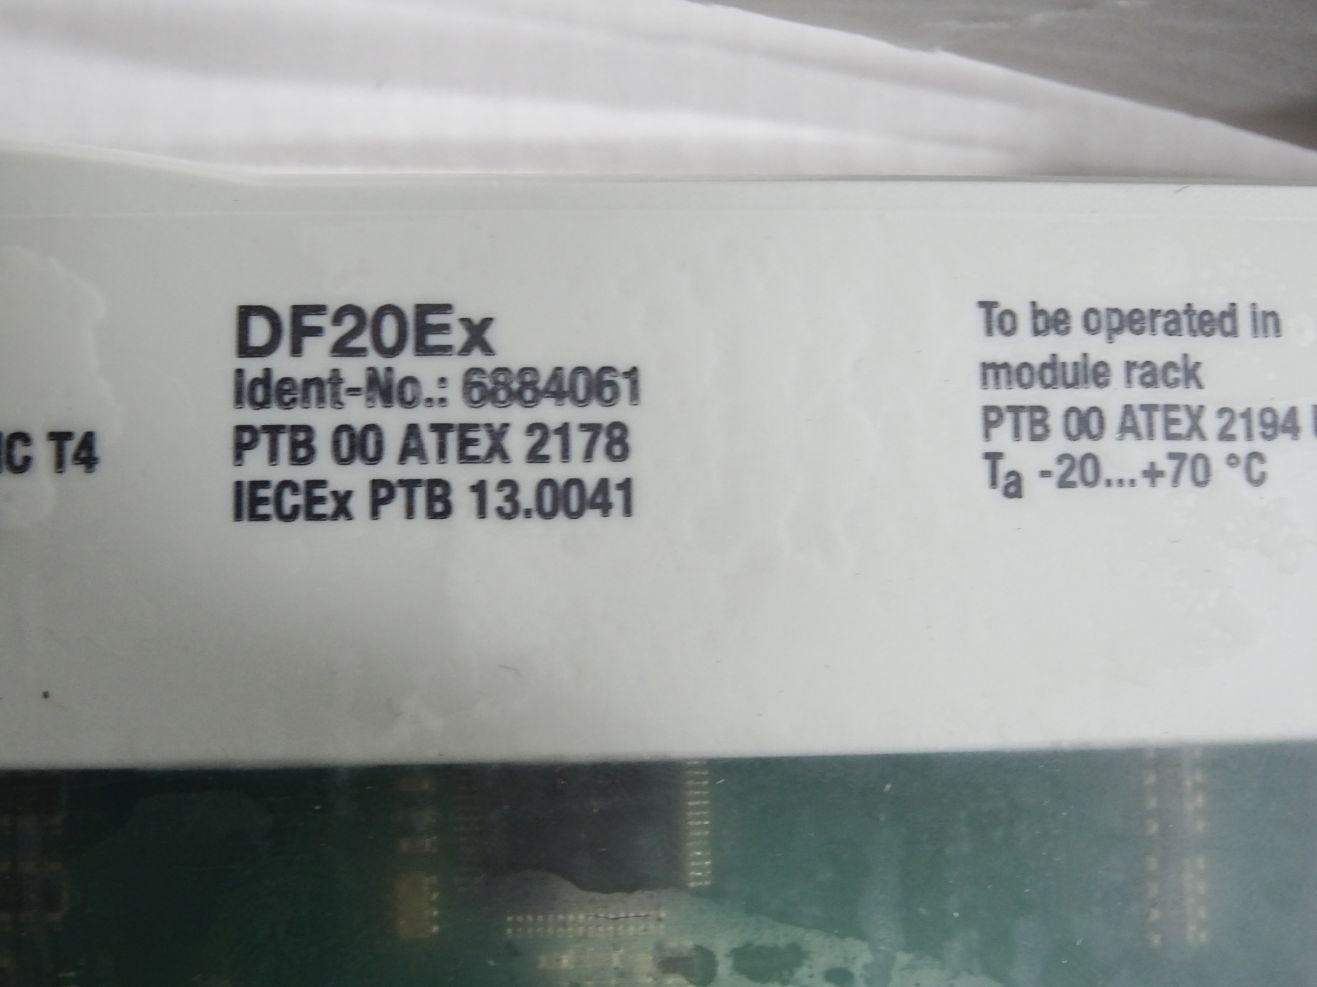 IC T4
DF20Ex
Ident-No.: 6884061
PTB 00 ATEX 2178
IECEx PTB 13.0041
To be operated in
module rack
PTB 00 ATEX 2194
Ta -20...+70 °C